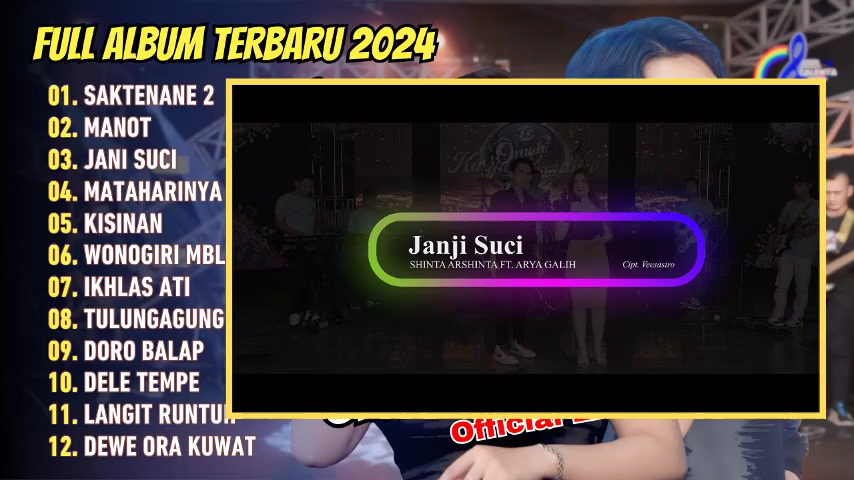 FULL ALBUM TERBARU 2024
01. SAKTENANE 2
02. MANOT
03. JANI SUCI
04. MATAHARINYA
05. KISINAN
06. WONOGIRI MBL
07. IKHLAS ATI
08. TULUNGAGUNG
09. DORO BALAP
10. DELE TEMPE
11. LANGIT RUNTUH
12. DEWE ORA KUWAT
Omah
Janji Suci
SHINTA ARSHINTA FT. ARYA GALIH
Cipt. Veesastro
Official